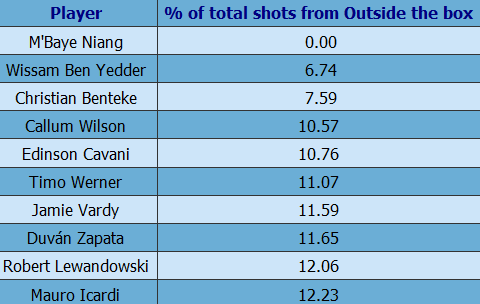 Player % of total shots from Outside the box
M'Baye Niang 0.00
Wissam Ben Yedder 6.74
Christian Benteke 7.59
Callum Wilson 10.57
Edinson Cavani 10.76
Timo Werner 11.07
Jamie Vardy 11.59
Duván Zapata 11.65
Robert Lewandowski 12.06
Mauro Icardi 12.23